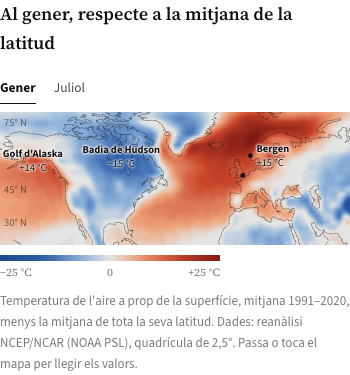 Al gener, respecte a la mitjana de la
latitud
Gener Juliol
75° N
Golf d'Alaska
+14 °C
Badia de Hudson
−15 °C
Bergen
+15 °C
45° N
30° N
−25 °C 0 +25 °C
Temperatura de l'aire a prop de la superfície, mitjana 1991–2020,
menys la mitjana de tota la seva latitud. Dades: reanàlisi
NCEP/NCAR (NOAA PSL), quadrícula de 2,5°. Passa o toca el
mapa per llegir els valors.